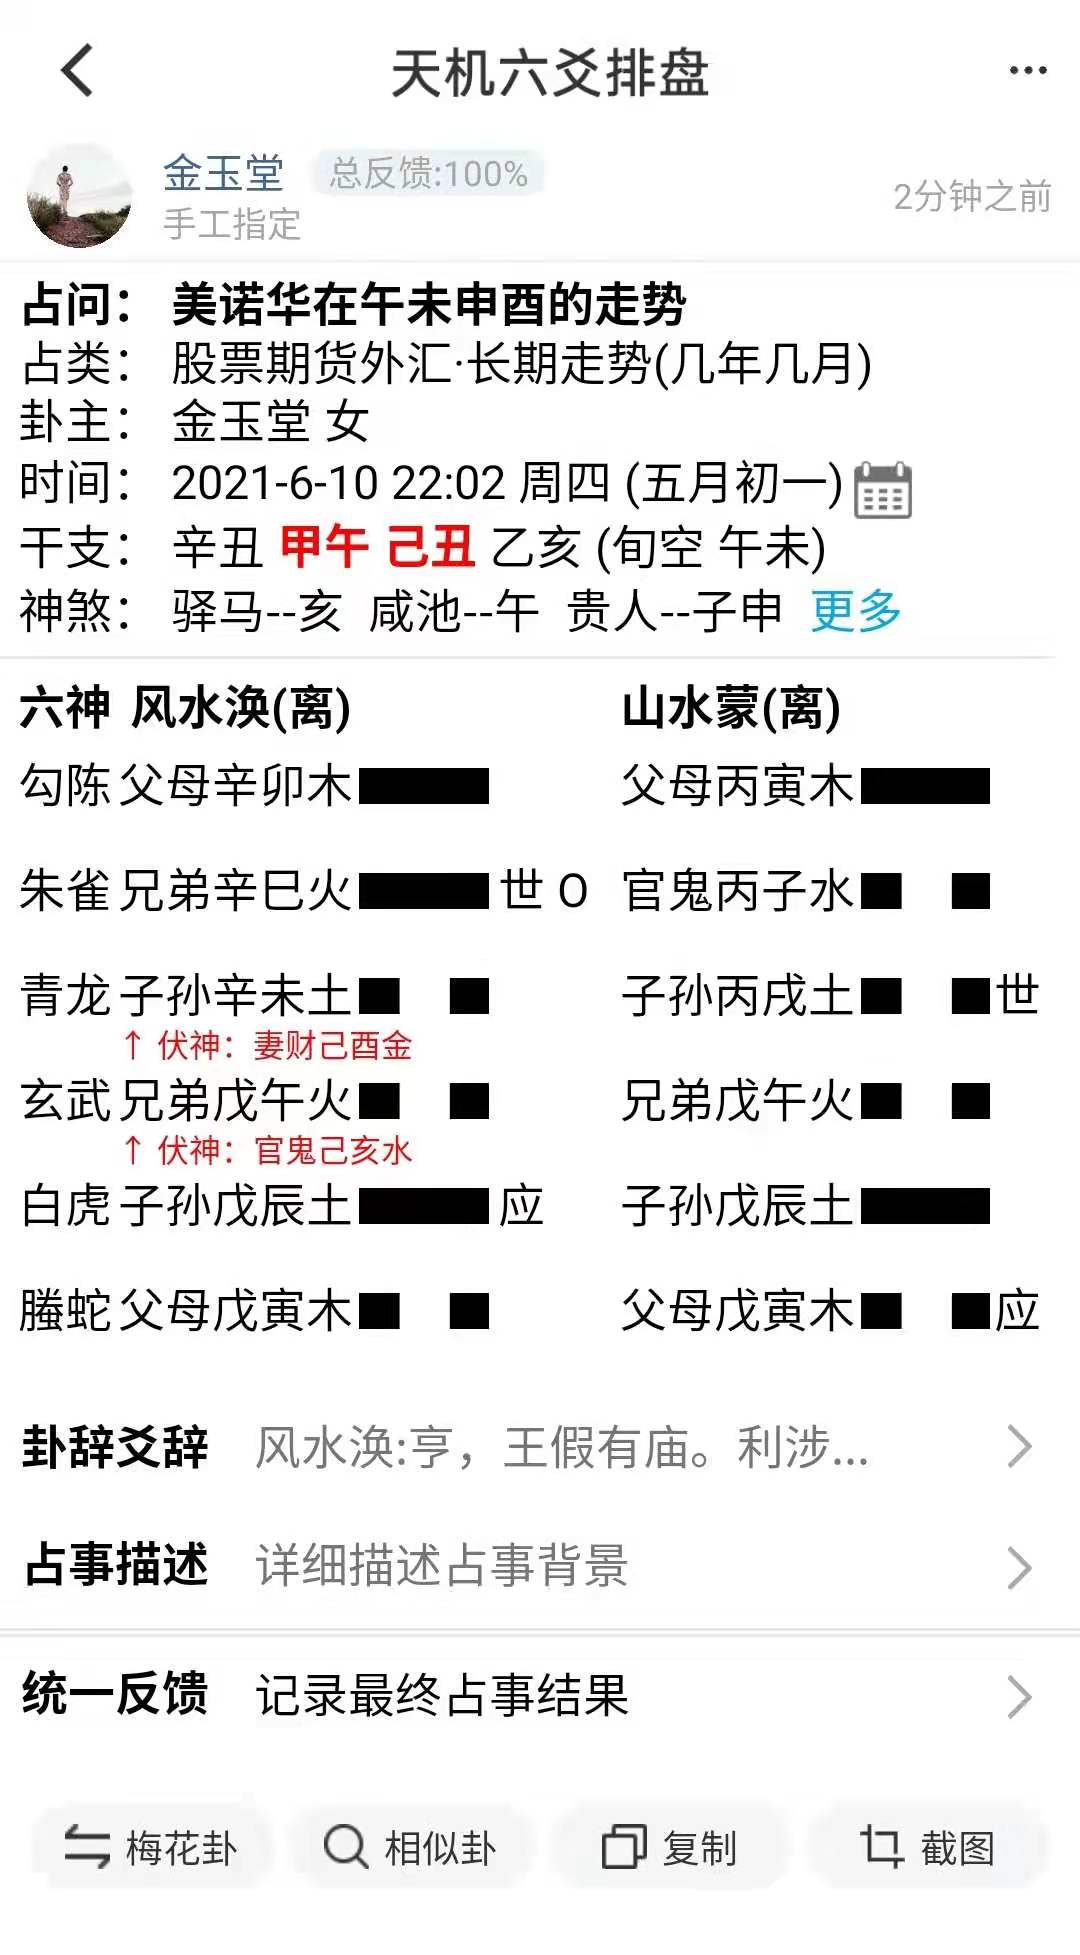 天机六爻排盘
金玉堂 总反馈:100%
手工指定
2分钟之前
占问： 美诺华在午未申酉的走势
占类： 股票期货外汇·长期走势(几年几月)
卦主： 金玉堂 女
时间： 2021-6-10 22:02 周四 (五月初一)
干支： 辛丑 甲午 己丑 乙亥 (旬空 午未)
神煞： 驿马--亥 咸池--午 贵人--子申 更多
六神 风水涣(离) 山水蒙(离)
勾陈 父母辛卯木 父母丙寅木
朱雀 兄弟辛巳火 世 O 官鬼丙子水
青龙 子孙辛未土 子孙丙戌土 世
↑ 伏神：妻财己酉金
玄武 兄弟戊午火 兄弟戊午火
↑ 伏神：官鬼己亥水
白虎 子孙戊辰土 应 子孙戊辰土
螣蛇 父母戊寅木 父母戊寅木 应
卦辞爻辞 风水涣:亨，王假有庙。利涉...
占事描述 详细描述占事背景
统一反馈 记录最终占事结果
梅花卦 相似卦 复制 截图